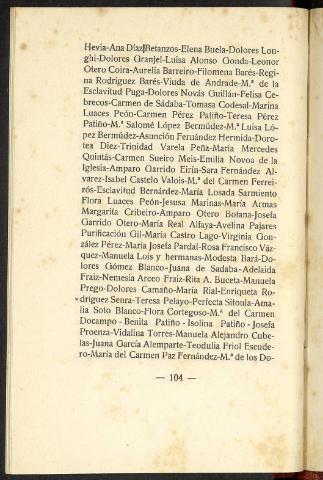 Hevia-Ana Díaz Betanzos-Elena Buela-Dolores Lon-
ghi-Dolores Granjel-Luisa Alonso Gonda-Leonor
Otero Coira-Aurelia Barreiro-Filomena Barés-Regi-
na Rodríguez Barés-Viuda de Andrade-M.ª de la
Esclavitud Puga-Dolores Novás Guillán-Felisa Ce-
brecos-Carmen de Sádaba-Tomasa Codesal-Marina
Luaces Peón-Carmen Pérez Patiño-Teresa Pérez
Patiño-M.ª Salomé López Bermúdez-M.ª Luisa Ló-
pez Bermúdez-Asunción Fernández Hermida-Doro-
tea Diez-Trinidad Varela Peña-María Mercedes
Quintás-Carmen Sueiro Meis-Emilia Novoa de la
Iglesia-Amparo Garrido Eirín-Sara Fernández Al-
varez-Isabel Castelo Valois-M.ª del Carmen Ferrei-
rós-Esclavitud Bernárdez-María Losada Sarmiento
Flora Luaces Peón-Jesusa Marinas-María Armas
Margarita Cribeiro-Amparo Otero Botana-Josefa
Garrido Otero-María Real Alfaya-Avelina Pajares
Purificación Gil-María Castro Lago-Virginia Gon-
zález Pérez-María Josefa Pardal-Rosa Francisco Váz-
quez-Manuela Lois y hermanas-Modesta Bará-Do-
lores Gómez Blanco-Juana de Sadaba-Adelaida
Fraiz-Nemesia Arceo Fraiz-Rita A. Buceta-Manuela
Prego-Dolores Camaño-María Rial-Enriqueta Ro-
dríguez Senra-Teresa Pelayo-Perfecta Sitoula-Ama-
lia Soto Blanco-Flora Cortegoso-M.ª del Carmen
Docampo-Benita Patiño-Isolina Patiño-Josefa
Proenza-Vidalina Torres-Manuela Alejandro Cube-
las-Juana García Alemparte-Teodulia Friol Escude-
ro-María del Carmen Paz Fernández-M.ª de los Do-
— 104 —